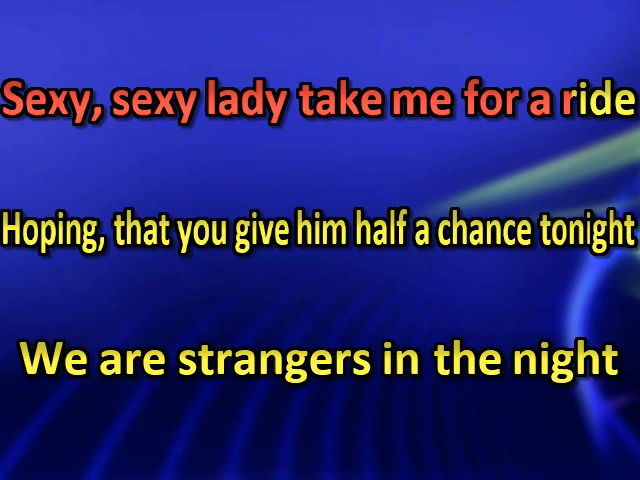 Sexy, sexy lady take me for a ride
Hoping, that you give him half a chance tonight
We are strangers in the night